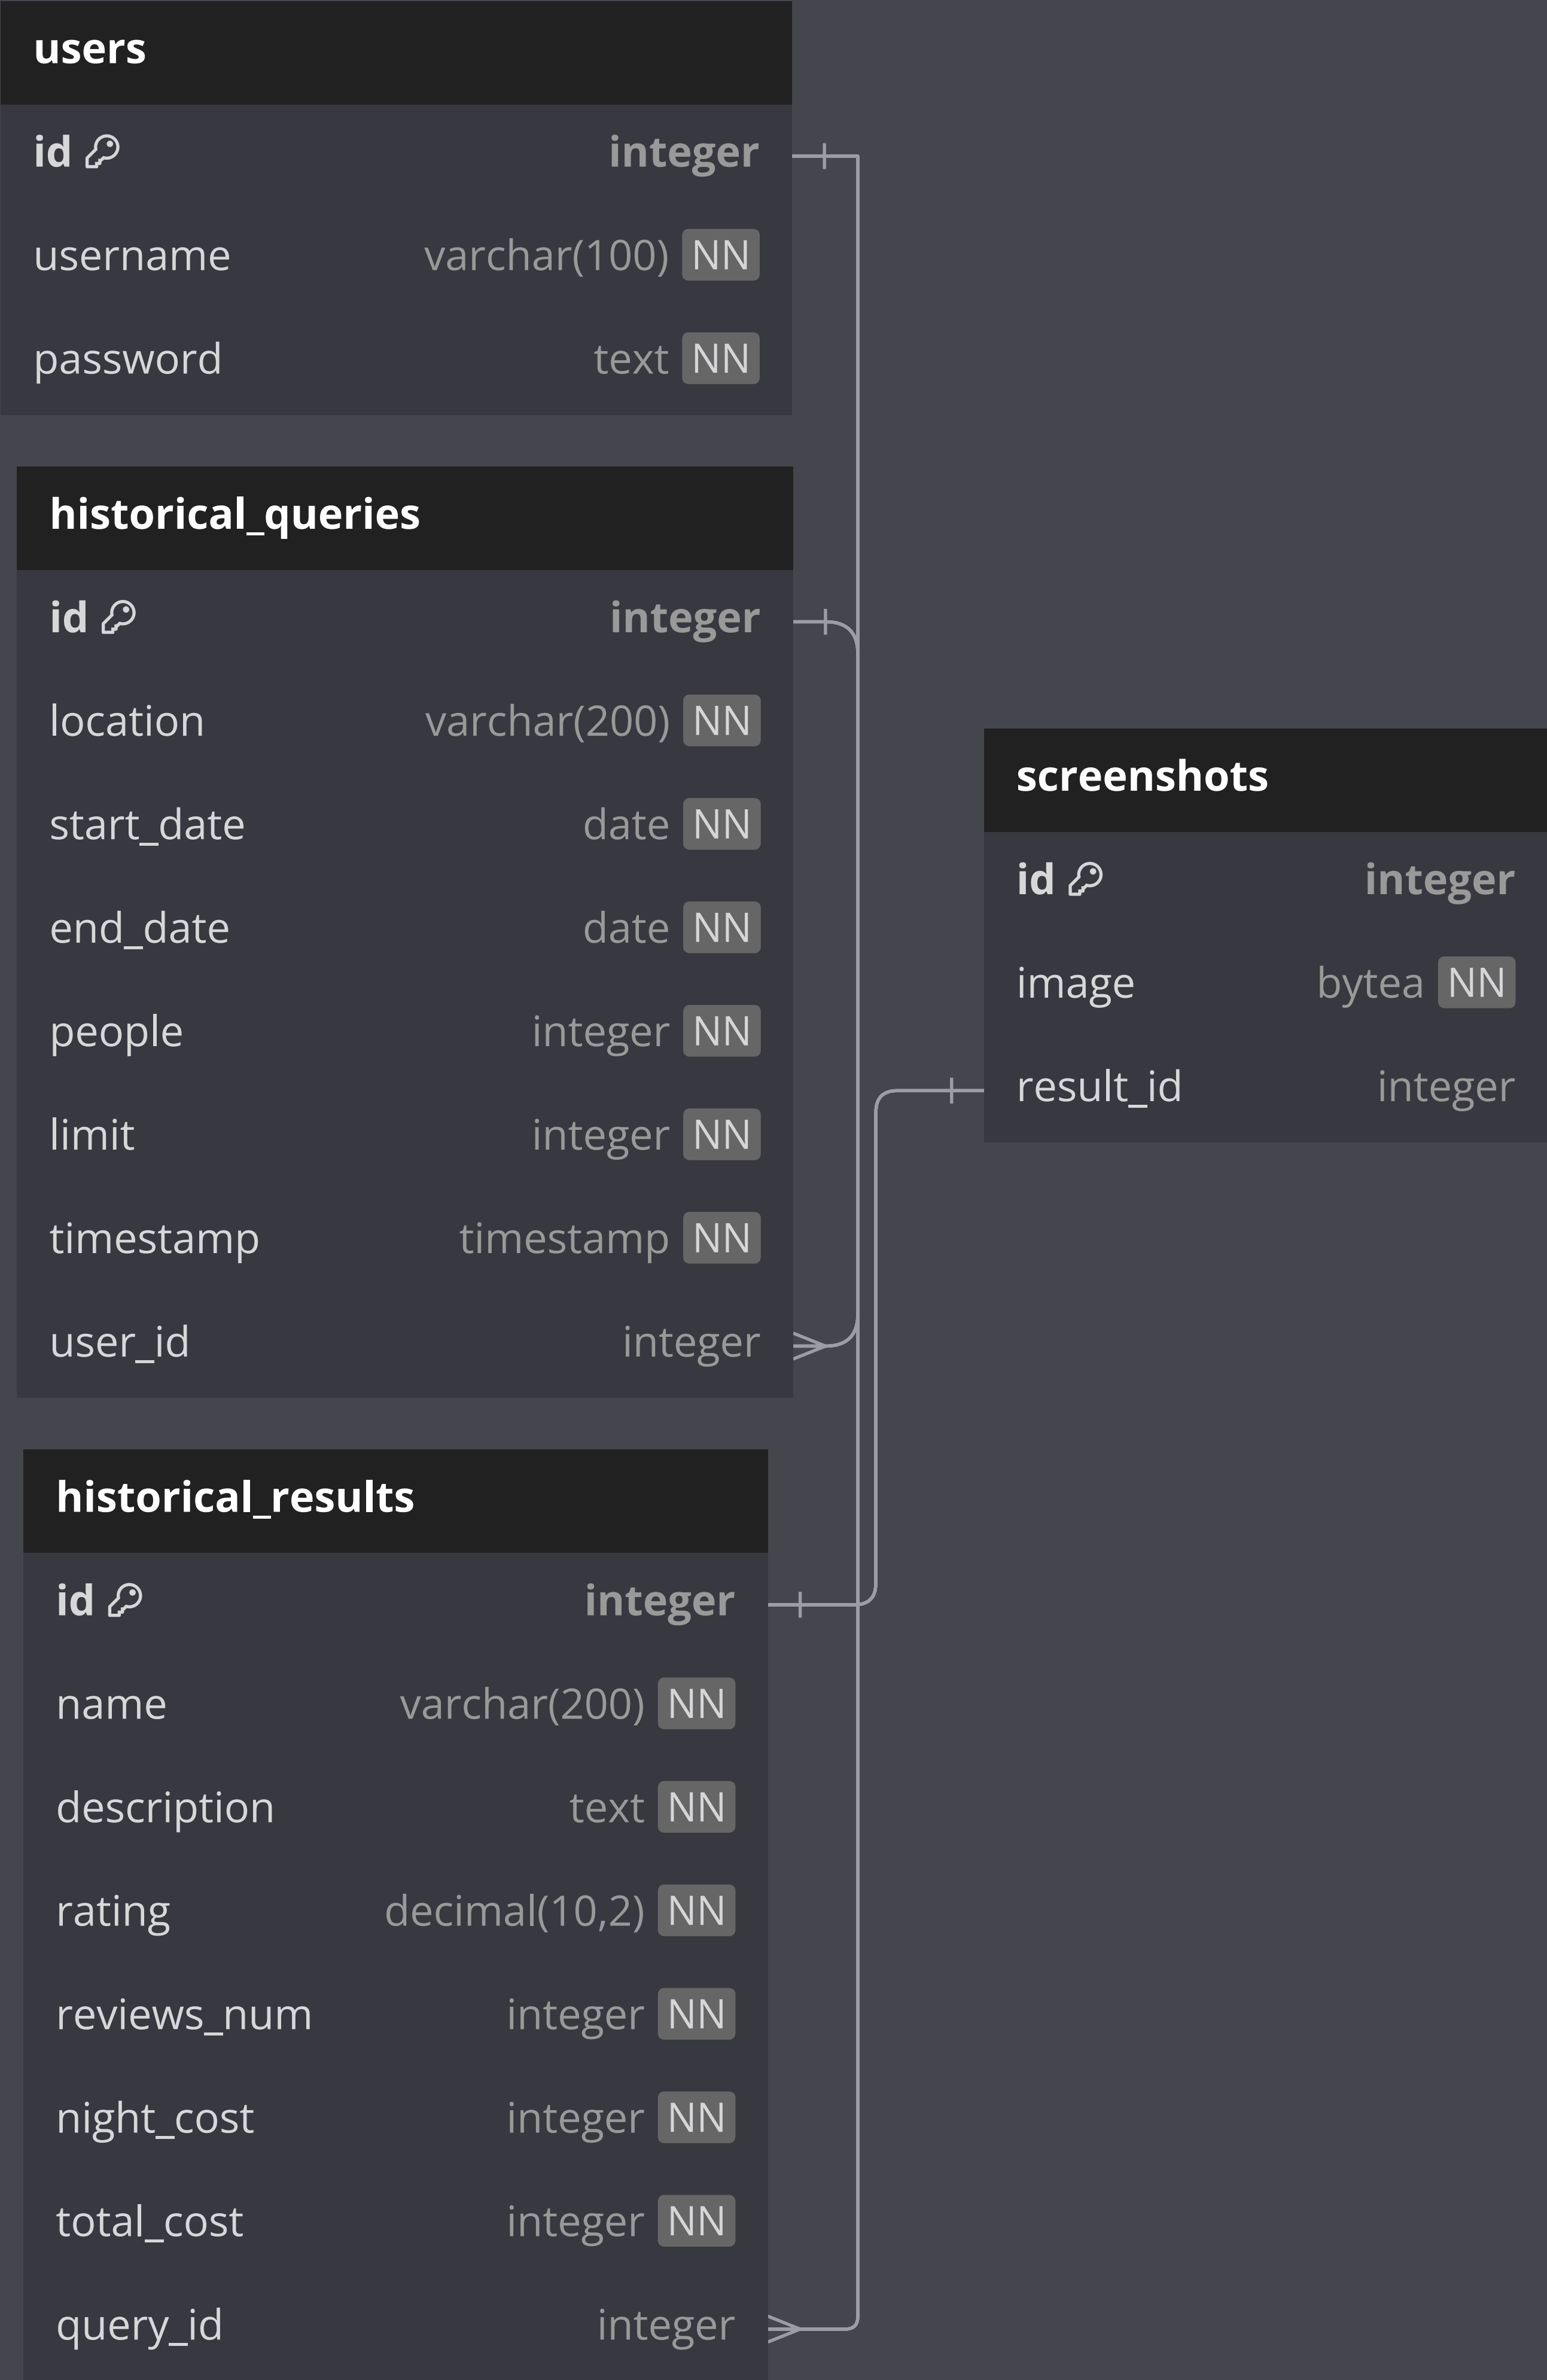 users
id integer
username varchar(100) NN
password text NN
historical_queries
id integer
location varchar(200) NN
start_date date NN
end_date date NN
people integer NN
limit integer NN
timestamp timestamp NN
user_id integer
screenshots
id integer
image bytea NN
result_id integer
historical_results
id integer
name varchar(200) NN
description text NN
rating decimal(10,2) NN
reviews_num integer NN
night_cost integer NN
total_cost integer NN
query_id integer